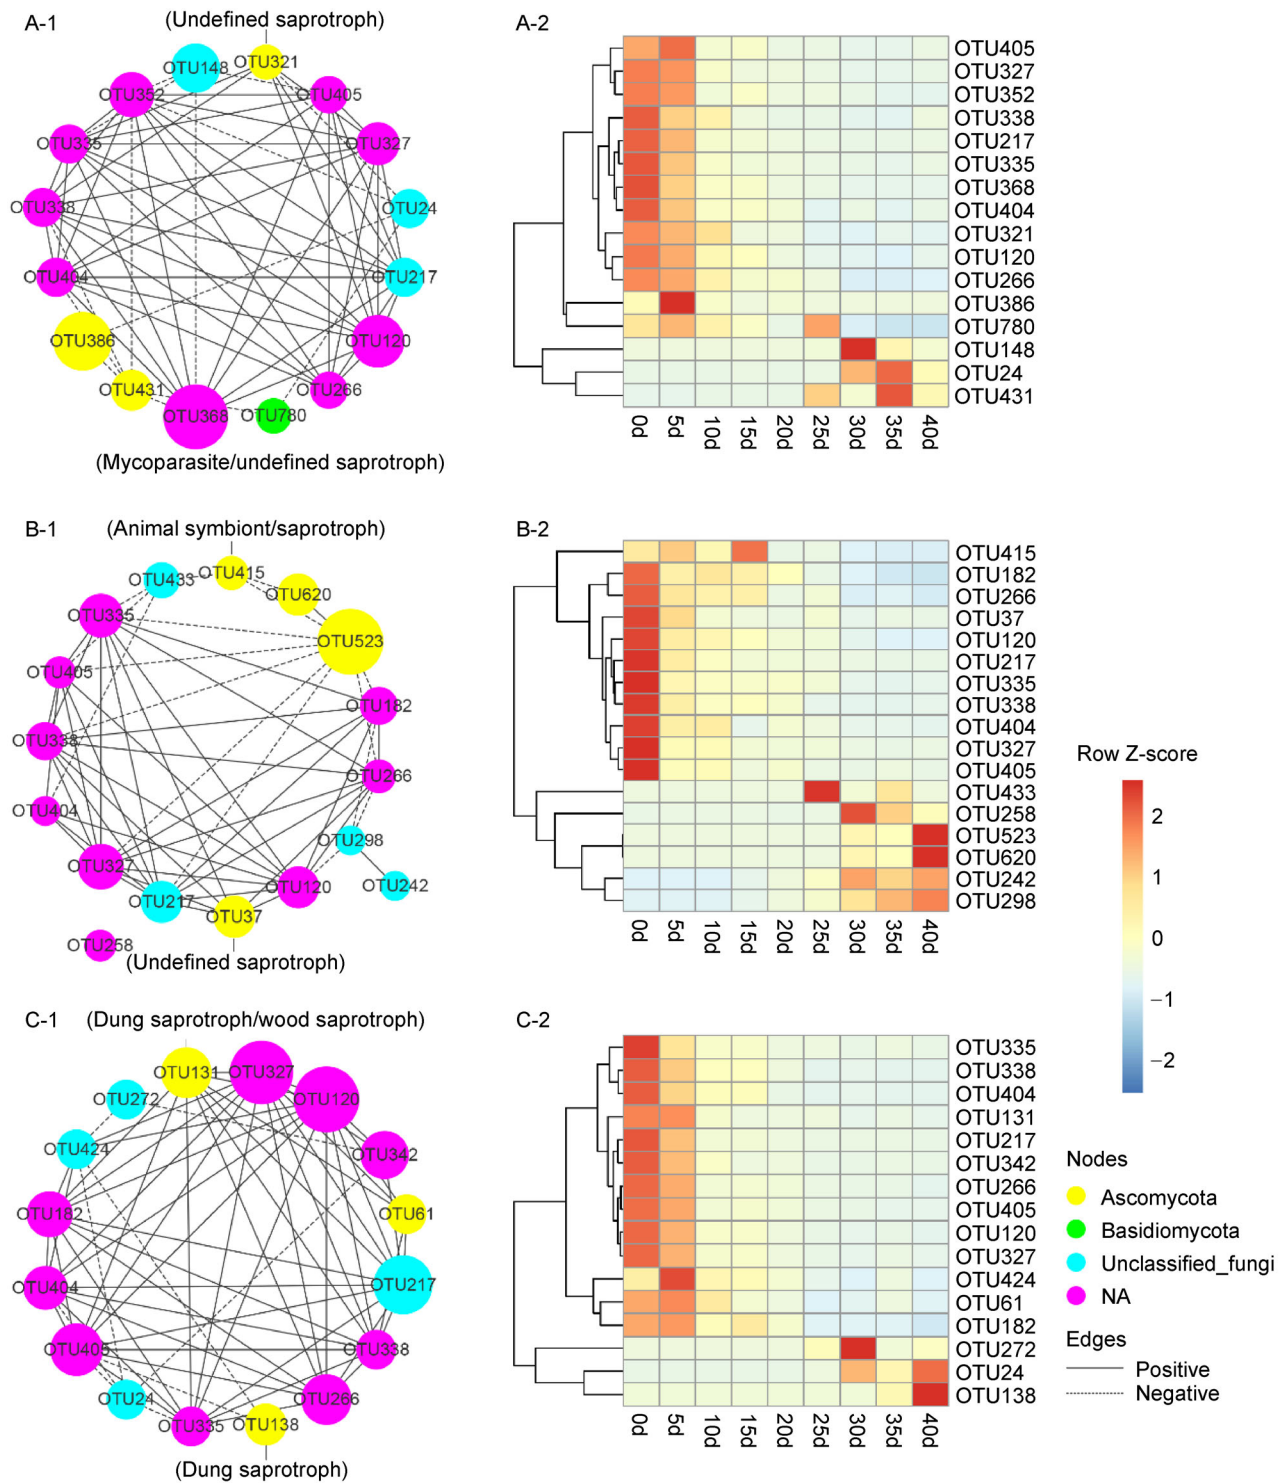 A-1
(Undefined saprotroph)
OTU148
OTU321
OTU352
OTU405
OTU335
OTU327
OTU338
OTU24
OTU404
OTU217
OTU386
OTU120
OTU431
OTU266
OTU368
OTU780
(Mycoparasite/undefined saprotroph)
A-2
OTU405
OTU327
OTU352
OTU338
OTU217
OTU335
OTU368
OTU404
OTU321
OTU120
OTU266
OTU386
OTU780
OTU148
OTU24
OTU431
0d 5d 10d 15d 20d 25d 30d 35d 40d
B-1
(Animal symbiont/saprotroph)
OTU433
OTU415
OTU620
OTU335
OTU523
OTU405
OTU182
OTU338
OTU266
OTU404
OTU298
OTU327
OTU242
OTU217
OTU120
OTU37
OTU258
(Undefined saprotroph)
B-2
OTU415
OTU182
OTU266
OTU37
OTU120
OTU217
OTU335
OTU338
OTU404
OTU327
OTU405
OTU433
OTU258
OTU523
OTU620
OTU242
OTU298
0d 5d 10d 15d 20d 25d 30d 35d 40d
Row Z-score
2
1
0
−1
−2
C-1
(Dung saprotroph/wood saprotroph)
OTU131
OTU327
OTU272
OTU120
OTU424
OTU342
OTU182
OTU61
OTU404
OTU217
OTU405
OTU338
OTU24
OTU266
OTU335
OTU138
(Dung saprotroph)
C-2
OTU335
OTU338
OTU404
OTU131
OTU217
OTU342
OTU266
OTU405
OTU120
OTU327
OTU424
OTU61
OTU182
OTU272
OTU24
OTU138
0d 5d 10d 15d 20d 25d 30d 35d 40d
Nodes
Ascomycota
Basidiomycota
Unclassified_fungi
NA
Edges
Positive
Negative